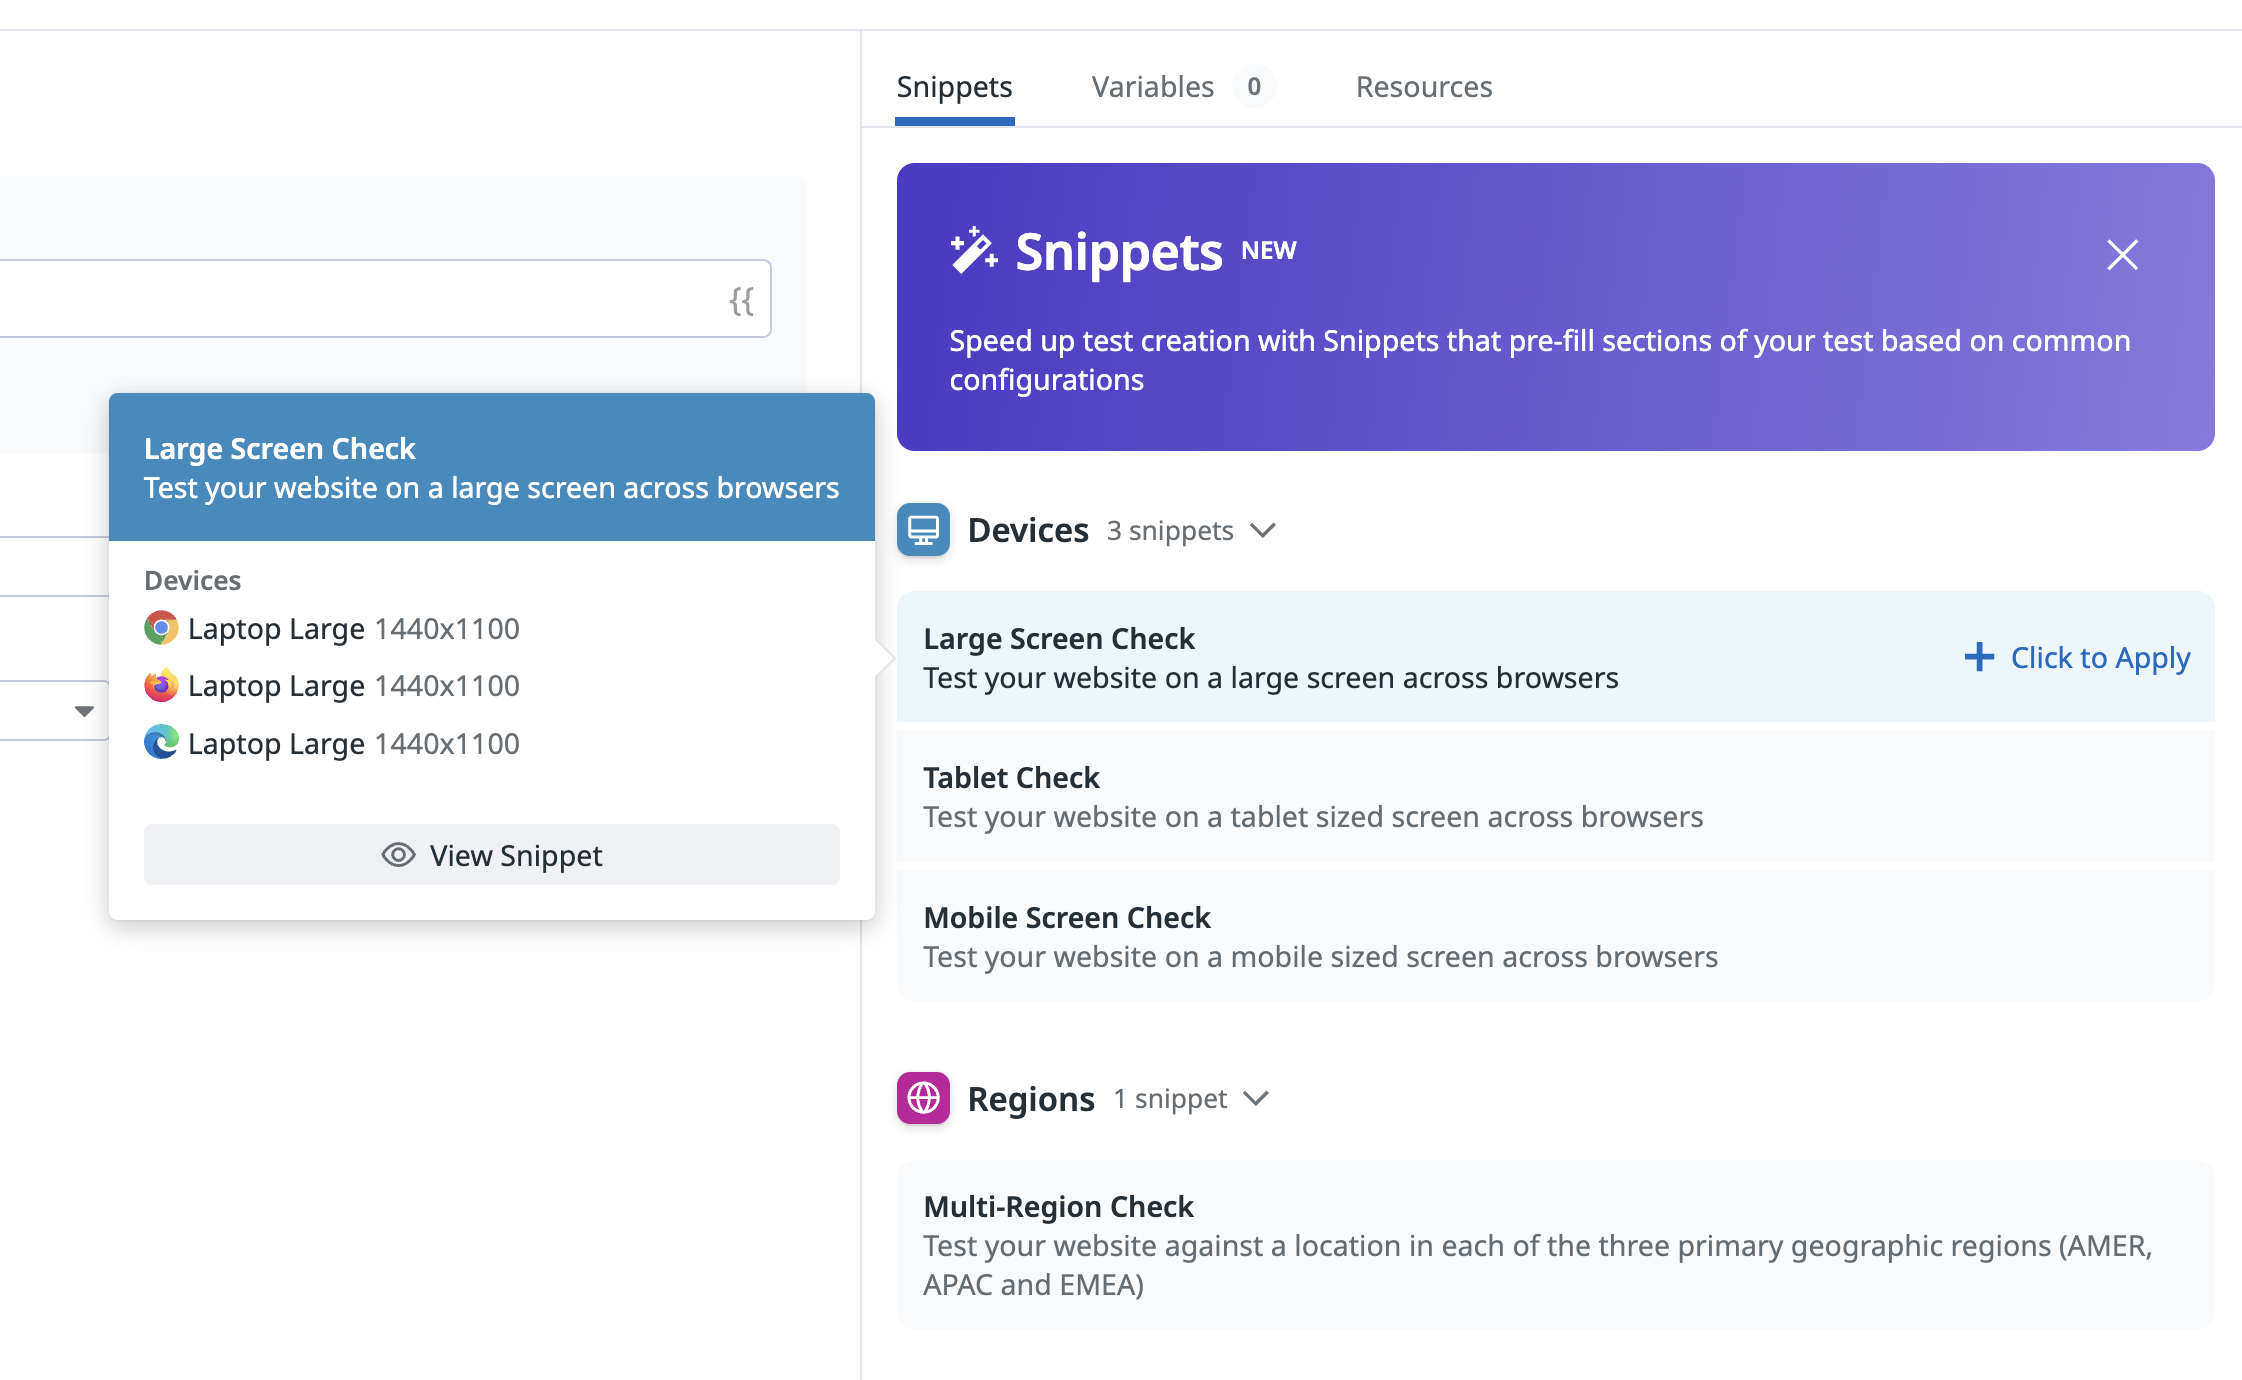 Snippets
Variables 0
Resources
Snippets NEW
Speed up test creation with Snippets that pre-fill sections of your test based on common
configurations
{{
Large Screen Check
Test your website on a large screen across browsers
Devices
Laptop Large 1440x1100
Laptop Large 1440x1100
Laptop Large 1440x1100
View Snippet
Devices 3 snippets
Large Screen Check
Test your website on a large screen across browsers
Click to Apply
Tablet Check
Test your website on a tablet sized screen across browsers
Mobile Screen Check
Test your website on a mobile sized screen across browsers
Regions 1 snippet
Multi-Region Check
Test your website against a location in each of the three primary geographic regions (AMER,
APAC and EMEA)